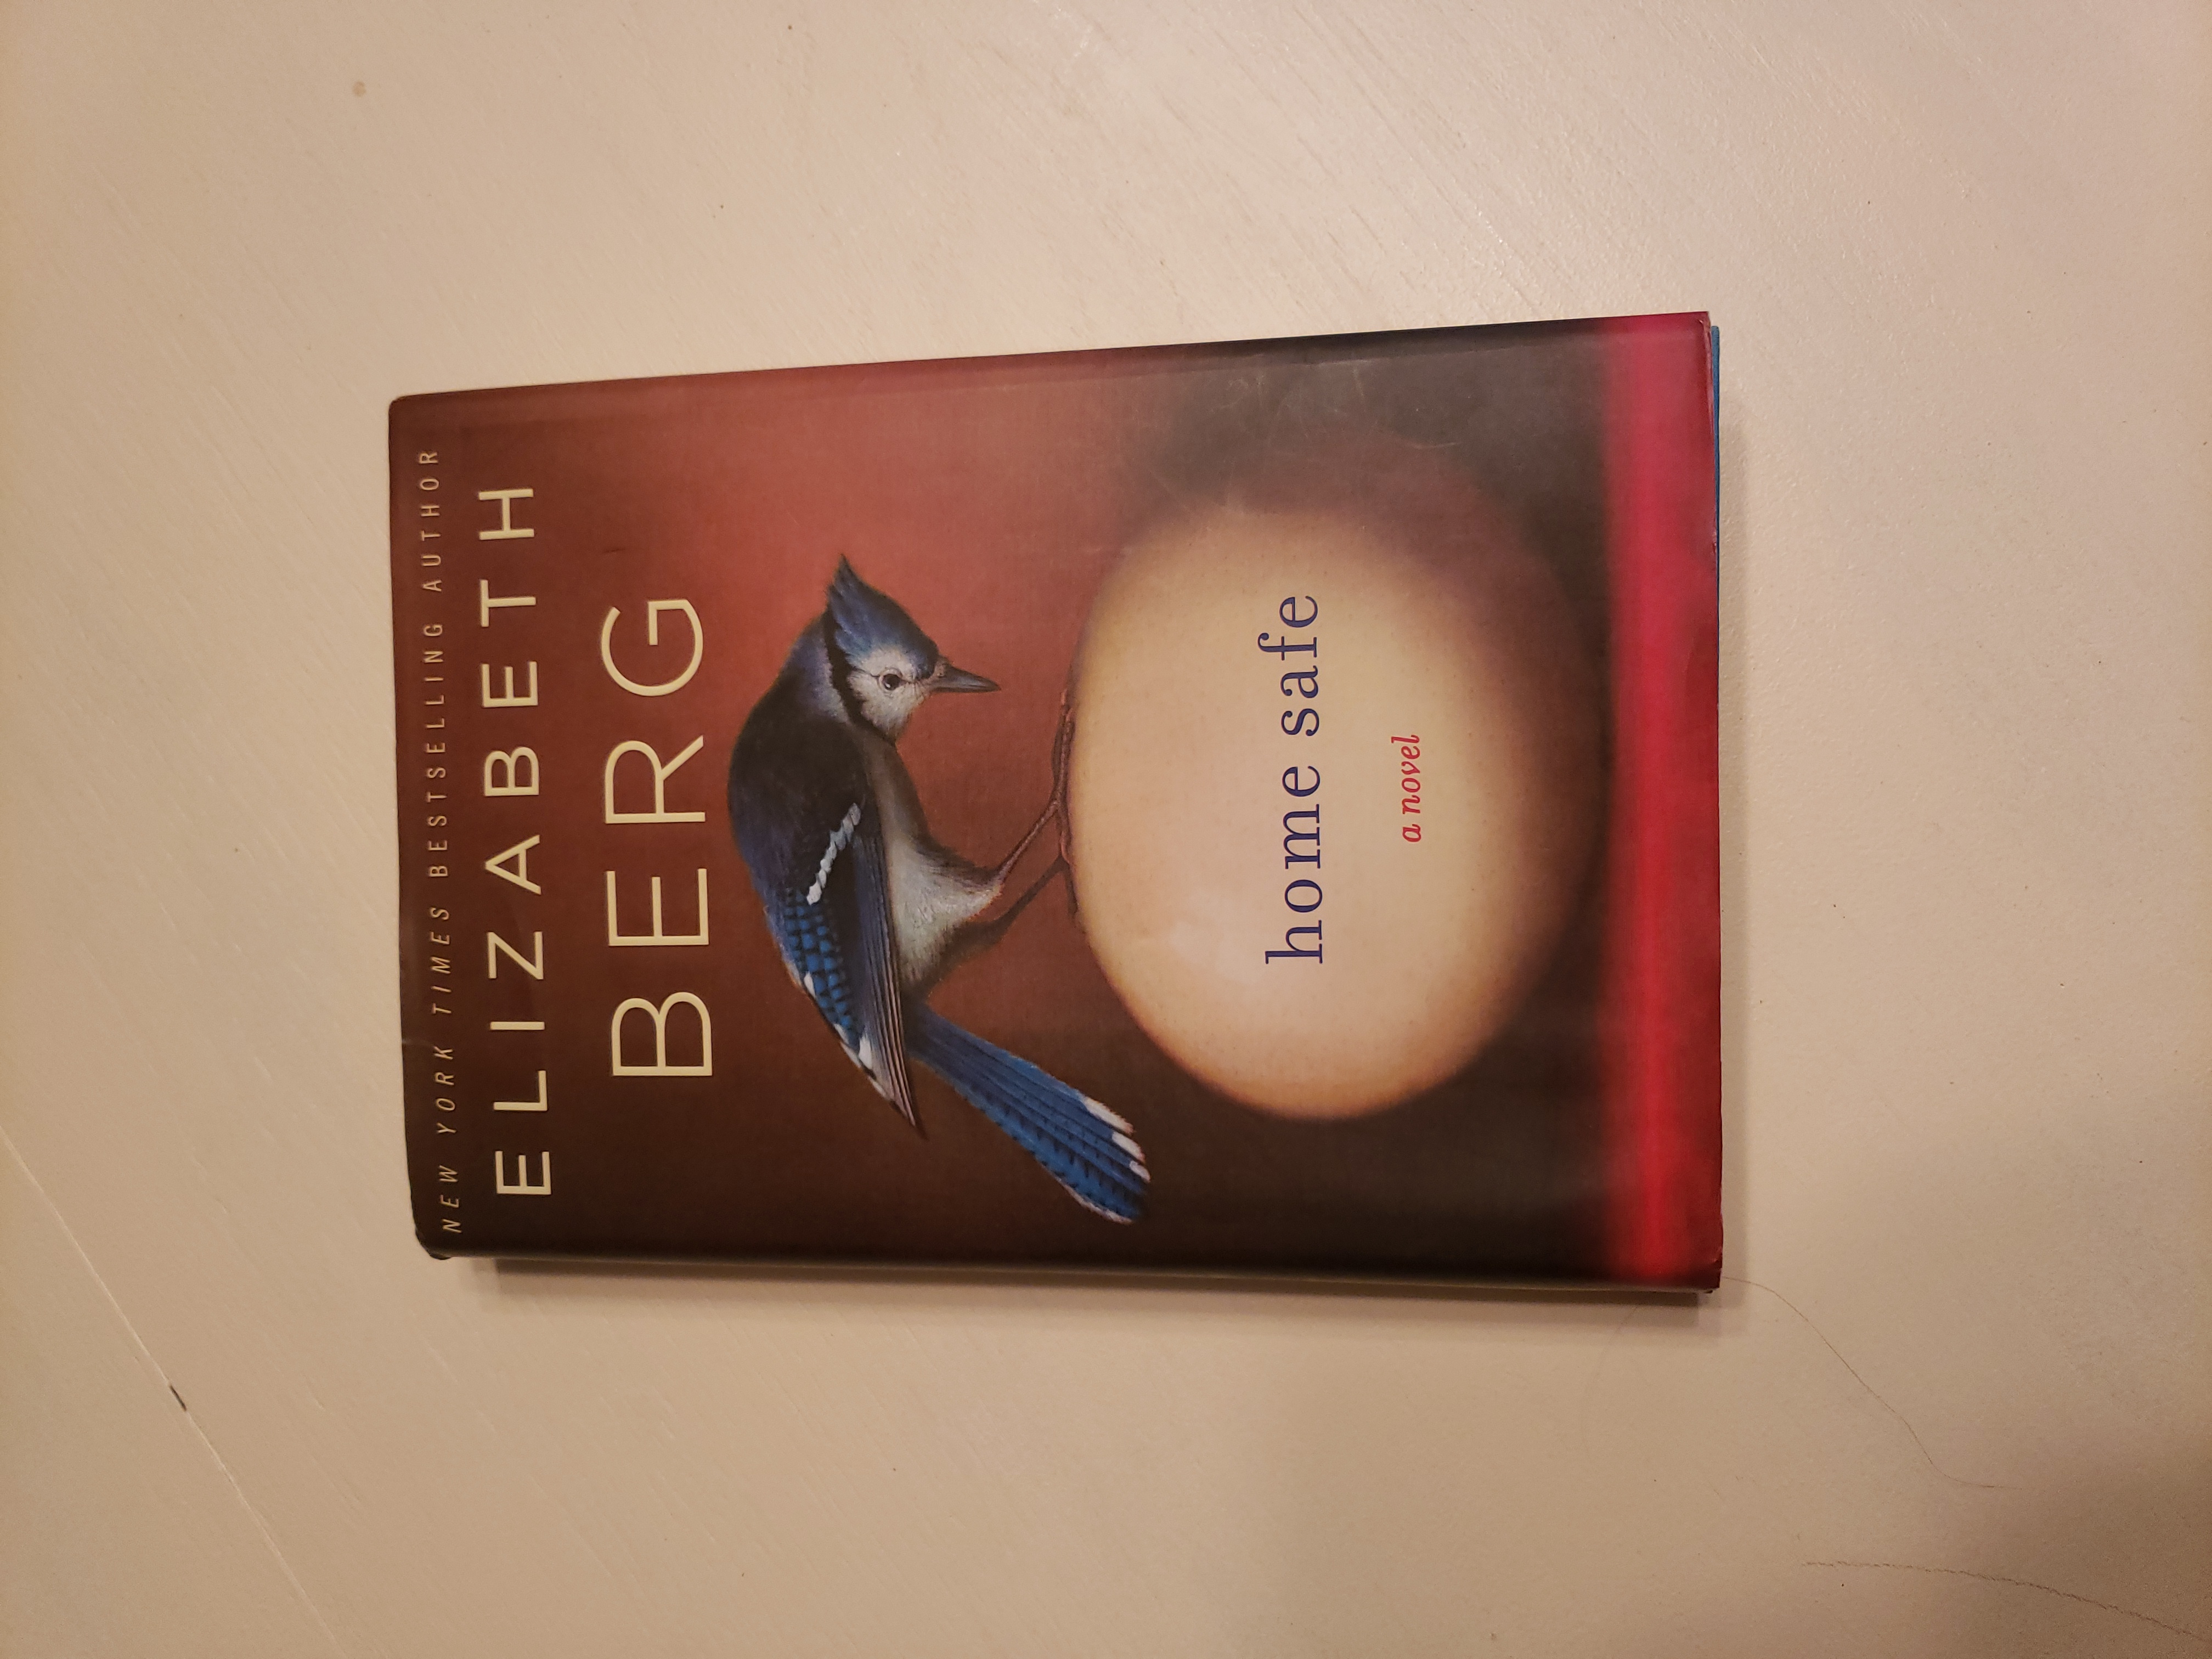 NEW YORK TIMES BESTSELLING AUTHOR
ELIZABETH
BERG
home safe
a novel